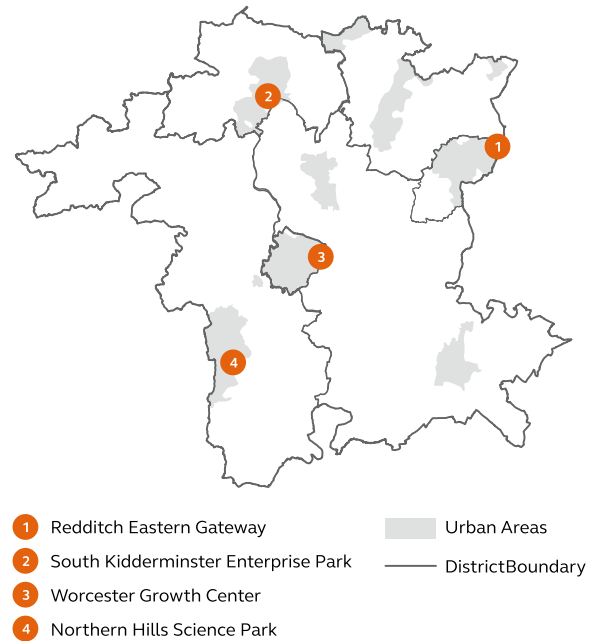 2
1
3
4
1 Redditch Eastern Gateway
2 South Kidderminster Enterprise Park
3 Worcester Growth Center
4 Northern Hills Science Park
Urban Areas
DistrictBoundary